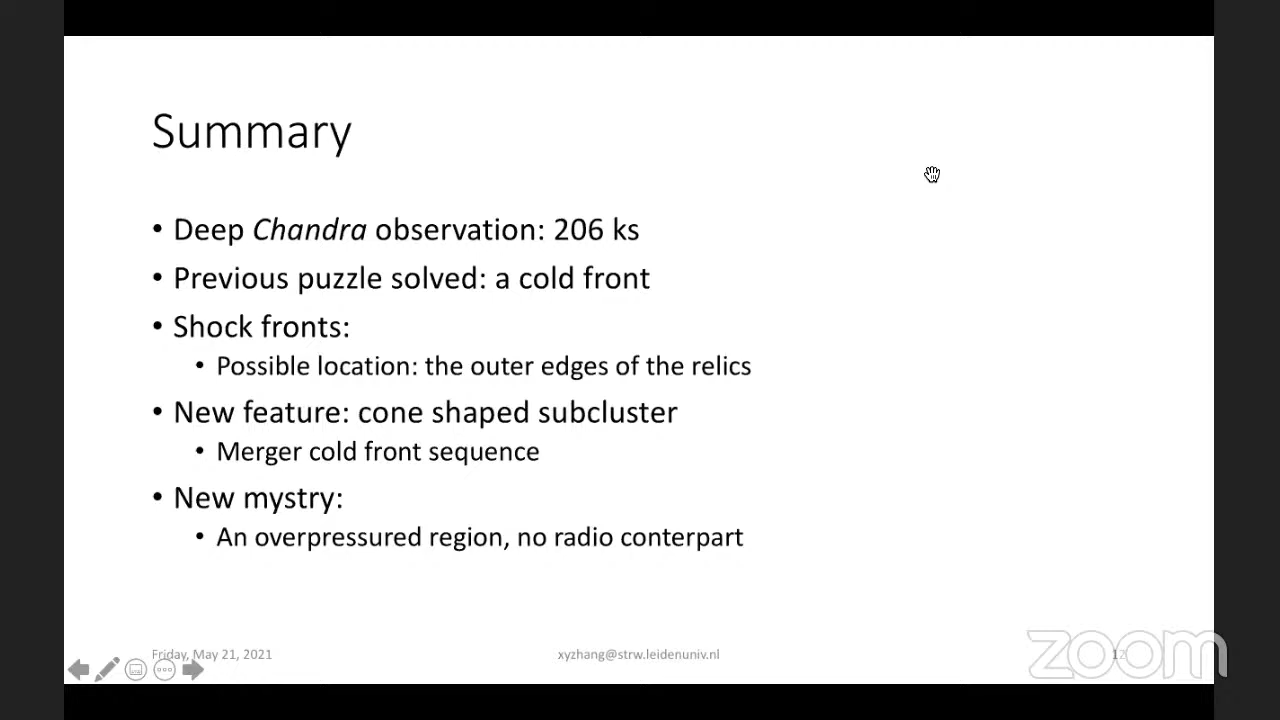 Summary
• Deep Chandra observation: 206 ks
• Previous puzzle solved: a cold front
• Shock fronts:
• Possible location: the outer edges of the relics
• New feature: cone shaped subcluster
• Merger cold front sequence
• New mystry:
• An overpressured region, no radio conterpart
Friday, May 21, 2021
xyzhang@strw.leidenuniv.nl
12
zoom